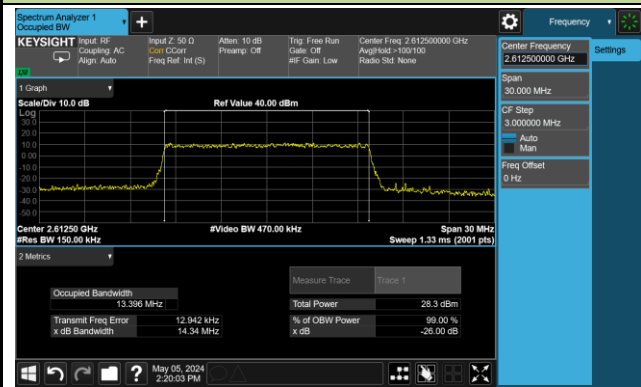 Spectrum Analyzer 1
Occupied BW
Frequency
KEYSIGHT
Input: RF
Coupling: AC
Align: Auto
Input Z: 50 Ω
Corr CCorr
Freq Ref: Int (S)
Atten: 10 dB
Preamp: Off
Trig: Free Run
Gate: Off
#IF Gain: Low
Center Freq: 2.612500000 GHz
Avg|Hold:>100/100
Radio Std: None
LXI
Center Frequency
2.612500000 GHz
Settings
Span
30.000 MHz
CF Step
3.000000 MHz
Auto
Man
Freq Offset
0 Hz
1 Graph
Scale/Div 10.0 dB
Ref Value 40.00 dBm
Log
30.0
20.0
10.0
0.00
-10.0
-20.0
-30.0
-40.0
-50.0
Center 2.61250 GHz
#Video BW 470.00 kHz
Span 30 MHz
#Res BW 150.00 kHz
Sweep 1.33 ms (2001 pts)
2 Metrics
Measure Trace
Trace 1
Occupied Bandwidth
13.396 MHz
Total Power
28.3 dBm
Transmit Freq Error
12.942 kHz
% of OBW Power
99.00 %
x dB Bandwidth
14.34 MHz
x dB
-26.00 dB
May 05, 2024
2:20:03 PM